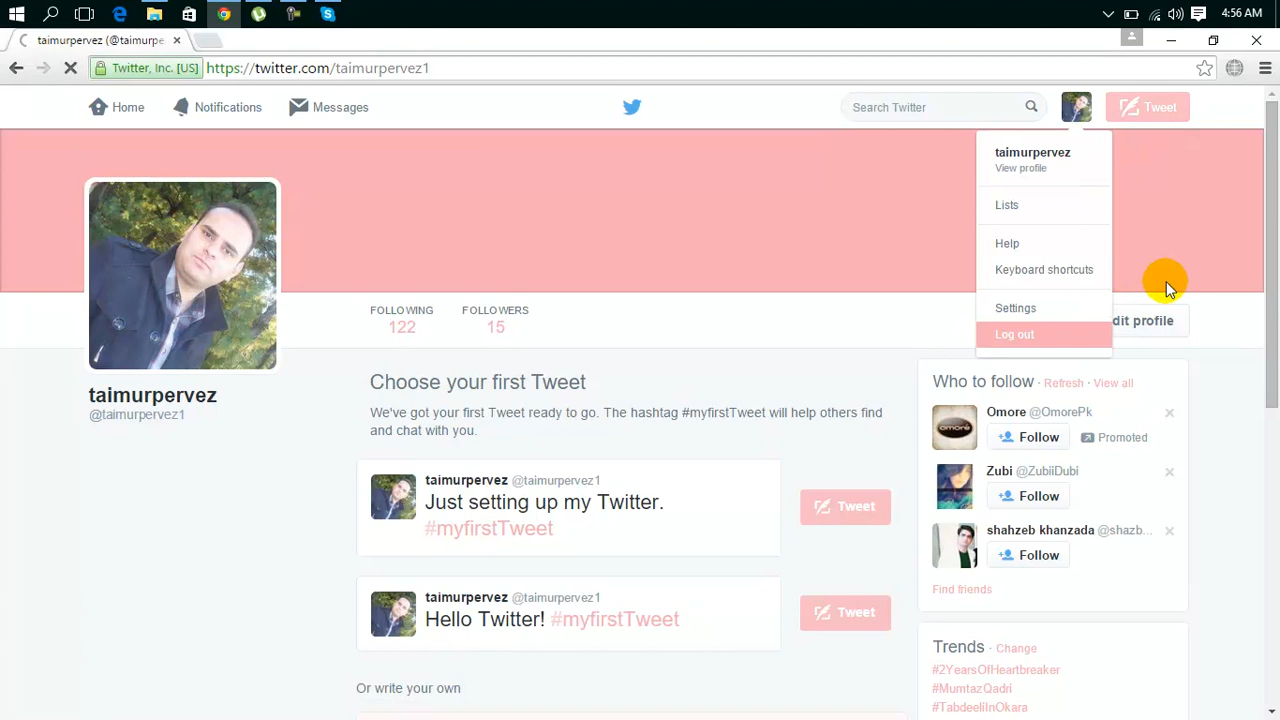 4:56 AM
taimurpervez (@taimurpe
Twitter, Inc. [US] https://twitter.com/taimurpervez1
Home Notifications Messages Search Twitter Tweet
taimurpervez
View profile
Lists
Help
Keyboard shortcuts
Settings
Log out
FOLLOWING FOLLOWERS
122 15
dit profile
taimurpervez
@taimurpervez1
Choose your first Tweet
We've got your first Tweet ready to go. The hashtag #myfirstTweet will help others find
and chat with you.
taimurpervez @taimurpervez1
Just setting up my Twitter.
#myfirstTweet
Tweet
taimurpervez @taimurpervez1
Hello Twitter! #myfirstTweet
Tweet
Or write your own
Who to follow · Refresh · View all
Omore @OmorePk
Follow Promoted
Zubi @ZubiiDubi
Follow
shahzeb khanzada @shazb...
Follow
Find friends
Trends · Change
#2YearsOfHeartbreaker
#MumtazQadri
#TabdeeliInOkara